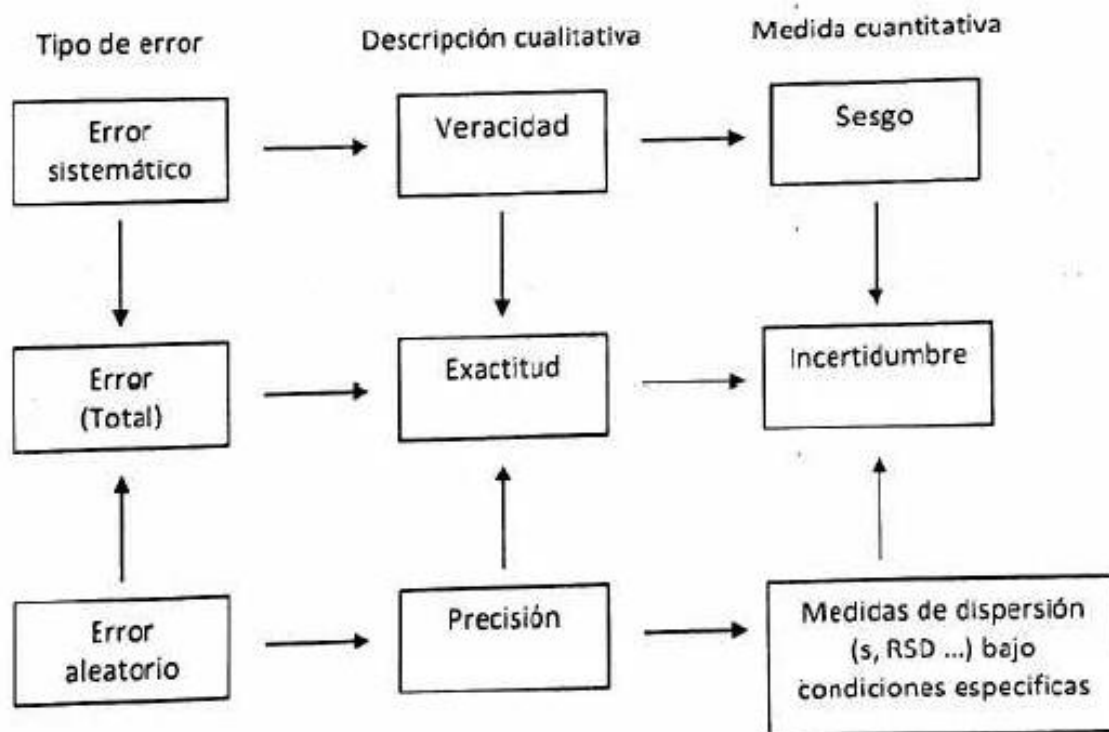 Tipo de error
Descripción cualitativa
Medida cuantitativa
Error
sistemático
Veracidad
Sesgo
Error
(Total)
Exactitud
Incertidumbre
Error
aleatorio
Precisión
Medidas de dispersión
(s, RSD ...) bajo
condiciones especificas